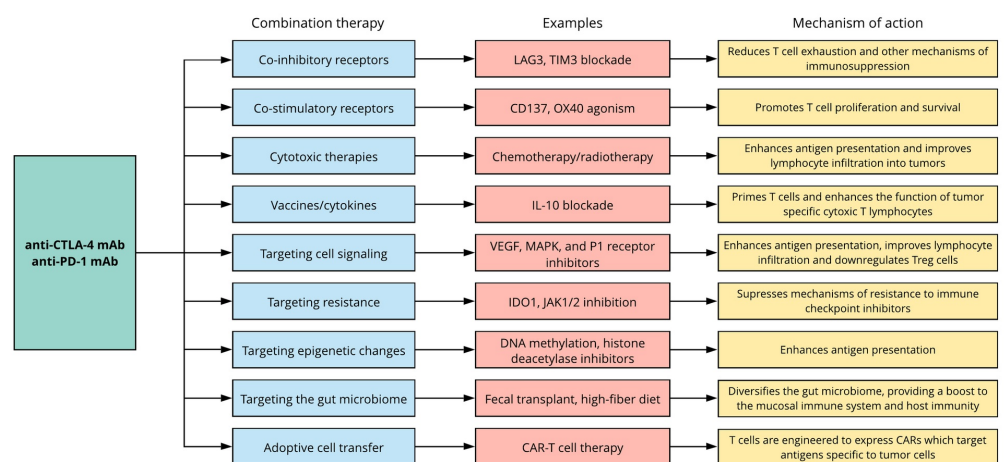 Combination therapy
Examples
Mechanism of action
anti-CTLA-4 mAb
anti-PD-1 mAb
Co-inhibitory receptors
LAG3, TIM3 blockade
Reduces T cell exhaustion and other mechanisms of
immunosuppression
Co-stimulatory receptors
CD137, OX40 agonism
Promotes T cell proliferation and survival
Cytotoxic therapies
Chemotherapy/radiotherapy
Enhances antigen presentation and improves
lymphocyte infiltration into tumors
Vaccines/cytokines
IL-10 blockade
Primes T cells and enhances the function of tumor
specific cytoxic T lymphocytes
Targeting cell signaling
VEGF, MAPK, and P1 receptor
inhibitors
Enhances antigen presentation, improves lymphocyte
infiltration and downregulates Treg cells
Targeting resistance
IDO1, JAK1/2 inhibition
Supresses mechanisms of resistance to immune
checkpoint inhibitors
Targeting epigenetic changes
DNA methylation, histone
deacetylase inhibitors
Enhances antigen presentation
Targeting the gut microbiome
Fecal transplant, high-fiber diet
Diversifies the gut microbiome, providing a boost to
the mucosal immune system and host immunity
Adoptive cell transfer
CAR-T cell therapy
T cells are engineered to express CARs which target
antigens specific to tumor cells